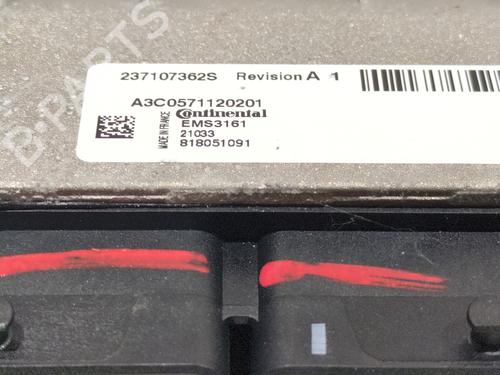 237107362S Revision A 1
A3C0571120201
Continental
MADE IN FRANCE
EMS3161
21033
818051091
B-PARTS